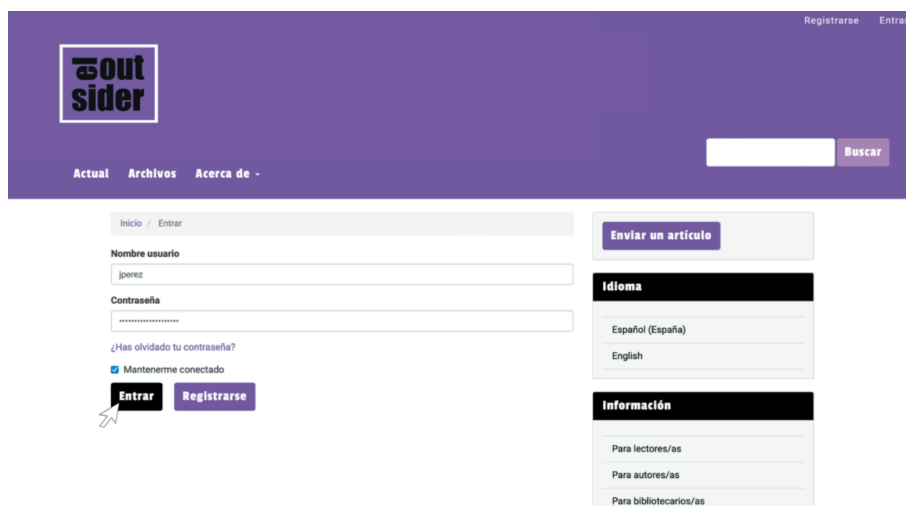 Registrarse Entrar
el out
sider
Buscar
Actual Archivos Acerca de
Inicio / Entrar
Enviar un artículo
Nombre usuario
jperez
Idioma
Contraseña
••••••••••••••••••••
Español (España)
¿Has olvidado tu contraseña?
English
Mantenerme conectado
Entrar Registrarse
Información
Para lectores/as
Para autores/as
Para bibliotecarios/as